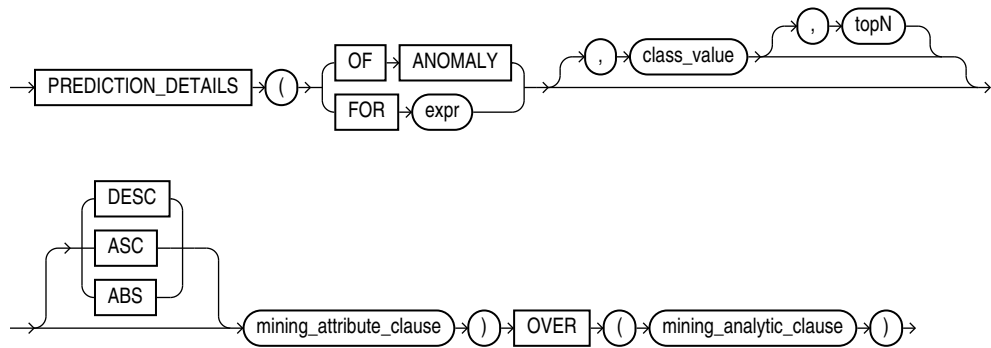 , topN
OF ANOMALY , class_value
PREDICTION_DETAILS (
FOR expr
DESC
ASC
ABS
mining_attribute_clause ) OVER ( mining_analytic_clause )